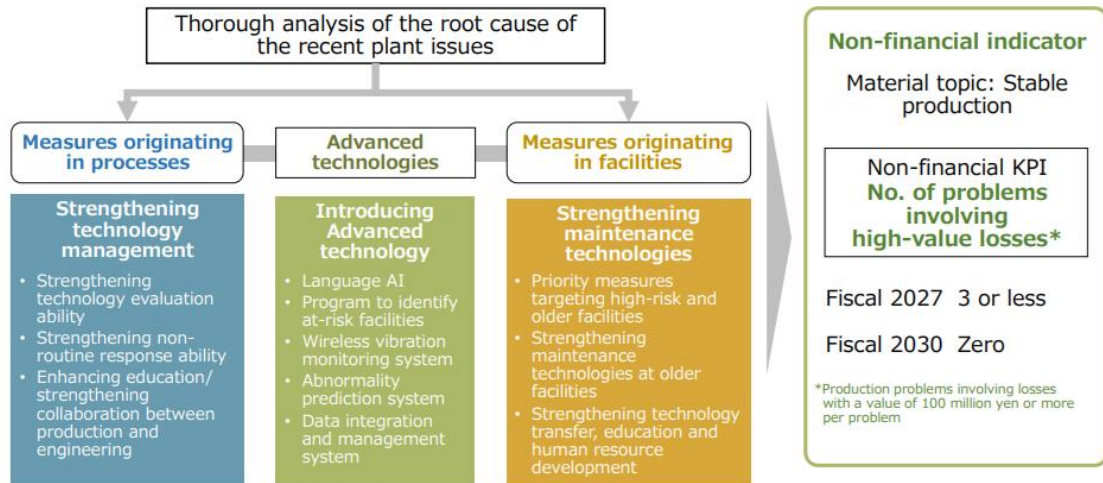 Thorough analysis of the root cause of
the recent plant issues
Measures originating
in processes
Advanced
technologies
Measures originating
in facilities
Strengthening
technology
management
• Strengthening
technology evaluation
ability
• Strengthening non-
routine response ability
• Enhancing education/
strengthening
collaboration between
production and
engineering
Introducing
Advanced
technology
• Language AI
• Program to identify
at-risk facilities
• Wireless vibration
monitoring system
• Abnormality
prediction system
• Data integration
and management
system
Strengthening
maintenance
technologies
• Priority measures
targeting high-risk and
older facilities
• Strengthening
maintenance
technologies at older
facilities
• Strengthening technology
transfer, education and
human resource
development
Non-financial indicator
Material topic: Stable
production
Non-financial KPI
No. of problems
involving
high-value losses*
Fiscal 2027 3 or less
Fiscal 2030 Zero
*Production problems involving losses
with a value of 100 million yen or more
per problem